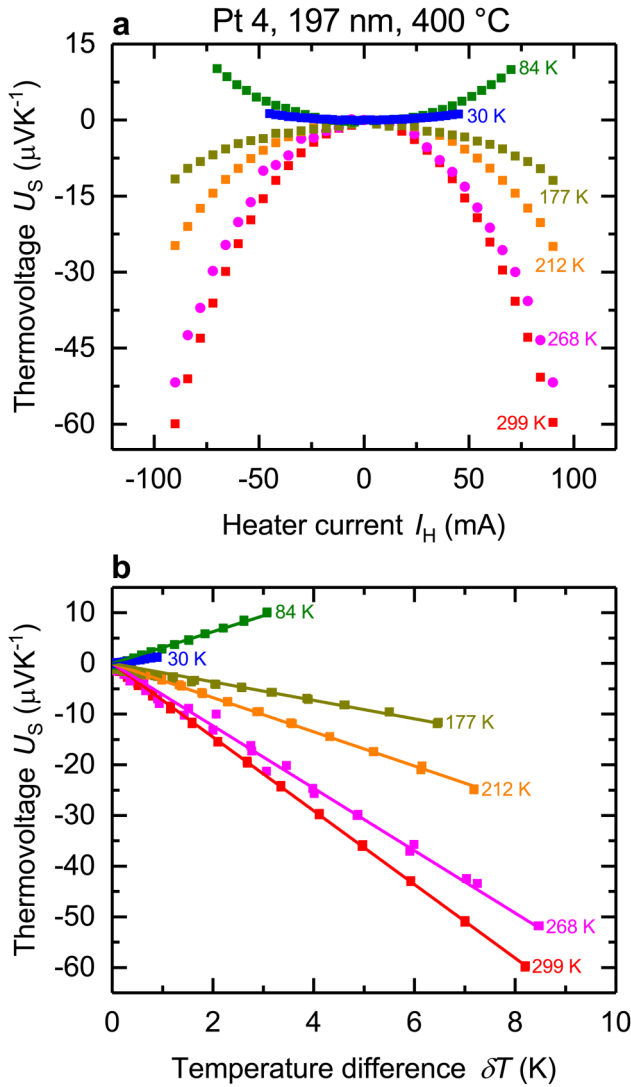 a Pt 4, 197 nm, 400 °C
15
0
-15
-30
-45
-60
Thermovoltage U_S (µVK⁻¹)
84 K
30 K
177 K
212 K
268 K
299 K
-100 -50 0 50 100
Heater current I_H (mA)
b
10
0
-10
-20
-30
-40
-50
-60
Thermovoltage U_S (µVK⁻¹)
84 K
30 K
177 K
212 K
268 K
299 K
0 2 4 6 8 10
Temperature difference δT (K)